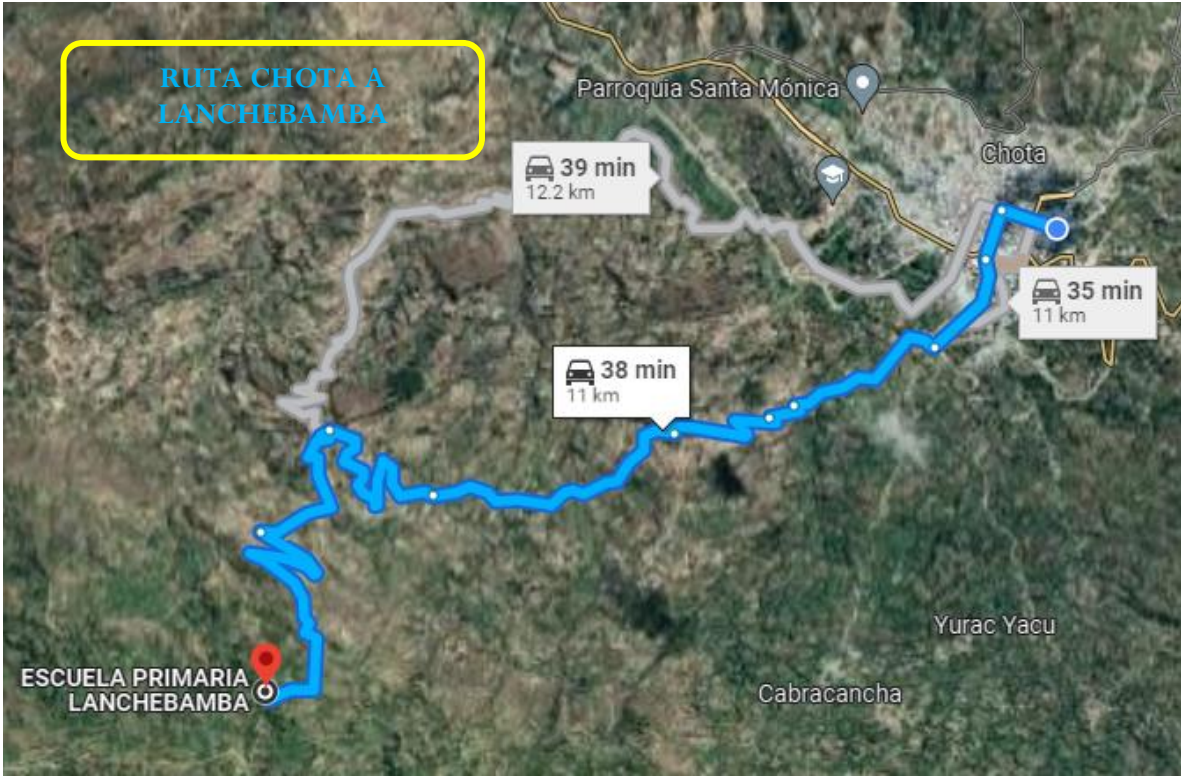 RUTA CHOTA A
LANCHEBAMBA
Parroquia Santa Mónica
Chota
39 min
12.2 km
35 min
11 km
38 min
11 km
Yurac Yacu
ESCUELA PRIMARIA
LANCHEBAMBA
Cabracancha